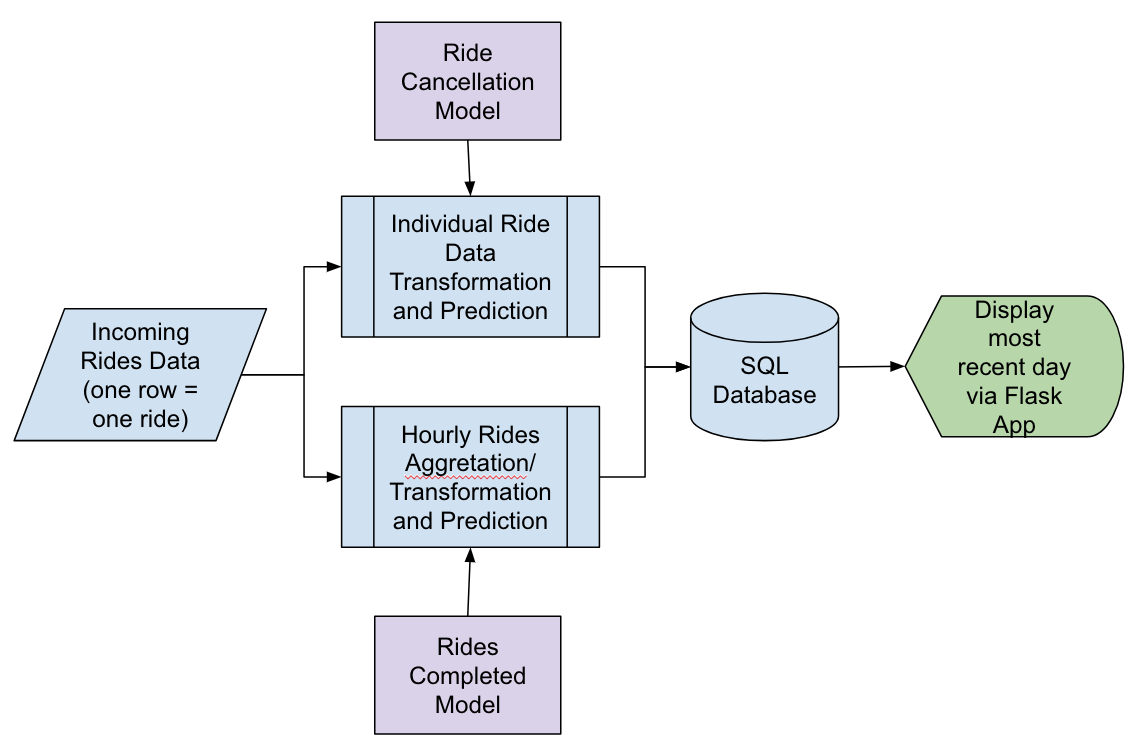 Ride
Cancellation
Model
Individual Ride
Data
Transformation
and Prediction
Incoming
Rides Data
(one row =
one ride)
Hourly Rides
Aggretation/
Transformation
and Prediction
SQL
Database
Display
most
recent day
via Flask
App
Rides
Completed
Model